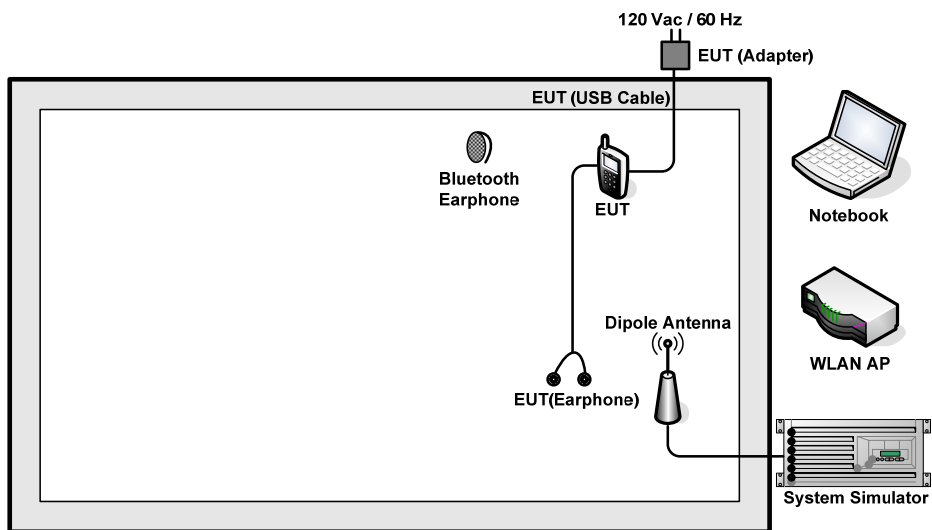 120 Vac / 60 Hz
EUT (Adapter)
EUT (USB Cable)
Bluetooth
Earphone
EUT
Notebook
Dipole Antenna
WLAN AP
EUT(Earphone)
System Simulator